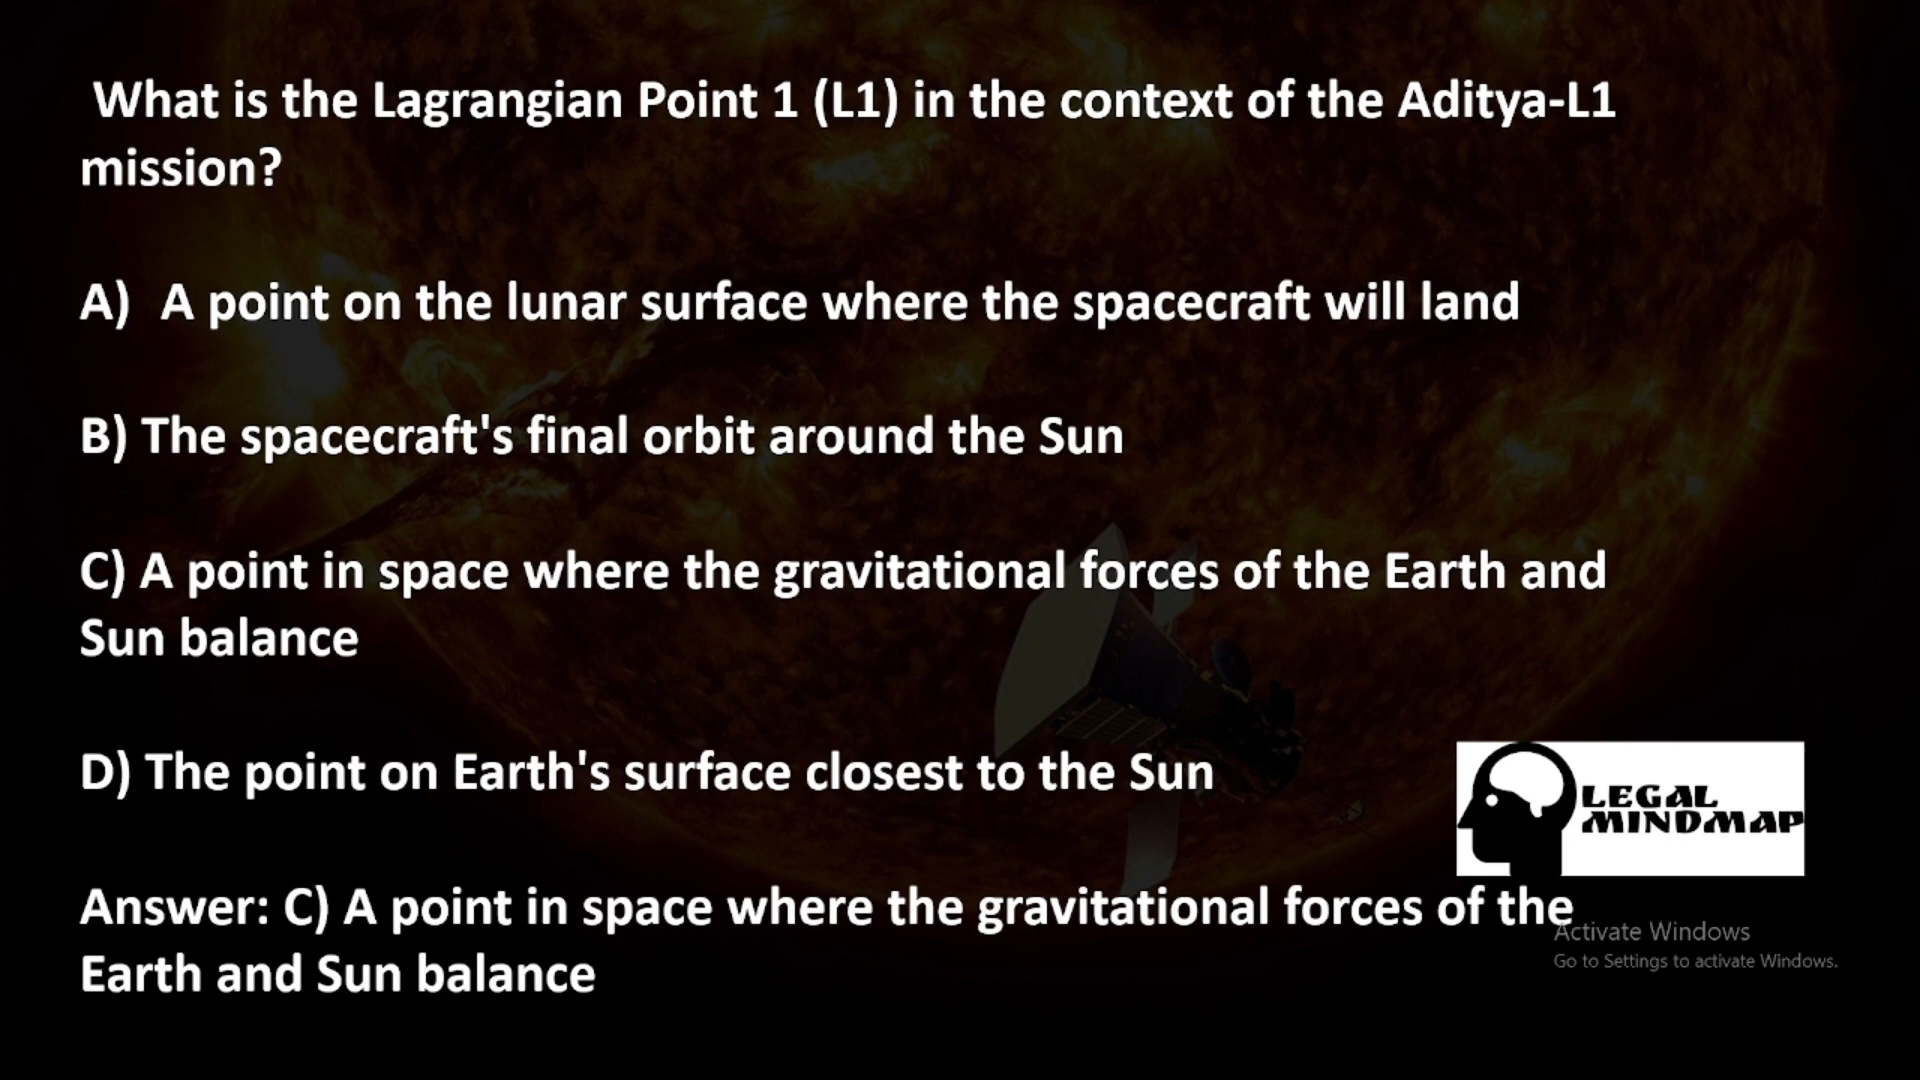 What is the Lagrangian Point 1 (L1) in the context of the Aditya-L1
mission?
A) A point on the lunar surface where the spacecraft will land
B) The spacecraft's final orbit around the Sun
C) A point in space where the gravitational forces of the Earth and
Sun balance
D) The point on Earth's surface closest to the Sun
LEGAL
MINDMAP
Answer: C) A point in space where the gravitational forces of the
Earth and Sun balance
Activate Windows
Go to Settings to activate Windows.